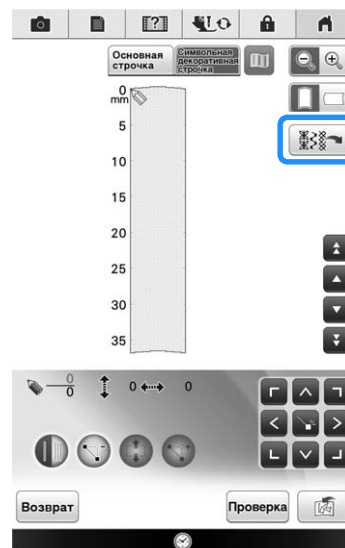 Основная
строчка
Символьная
декоративная
строчка
0
mm
5
10
15
20
25
30
35
0
0
0
0
Возврат
Проверка